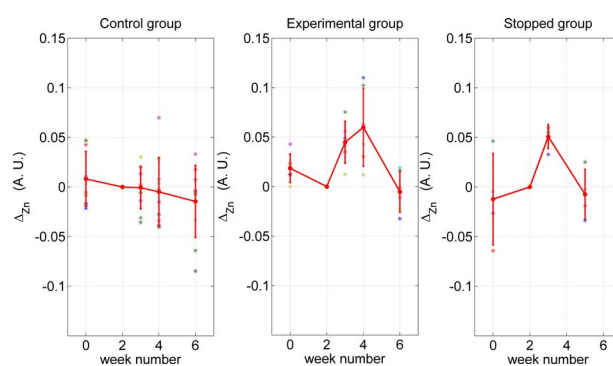 Control group
Experimental group
Stopped group
0.15
0.1
0.05
0
-0.05
-0.1
Δ_Zn (A. U.)
0 2 4 6
week number
0.15
0.1
0.05
0
-0.05
-0.1
Δ_Zn (A. U.)
0 2 4 6
week number
0.15
0.1
0.05
0
-0.05
-0.1
Δ_Zn (A. U.)
0 2 4 6
week number